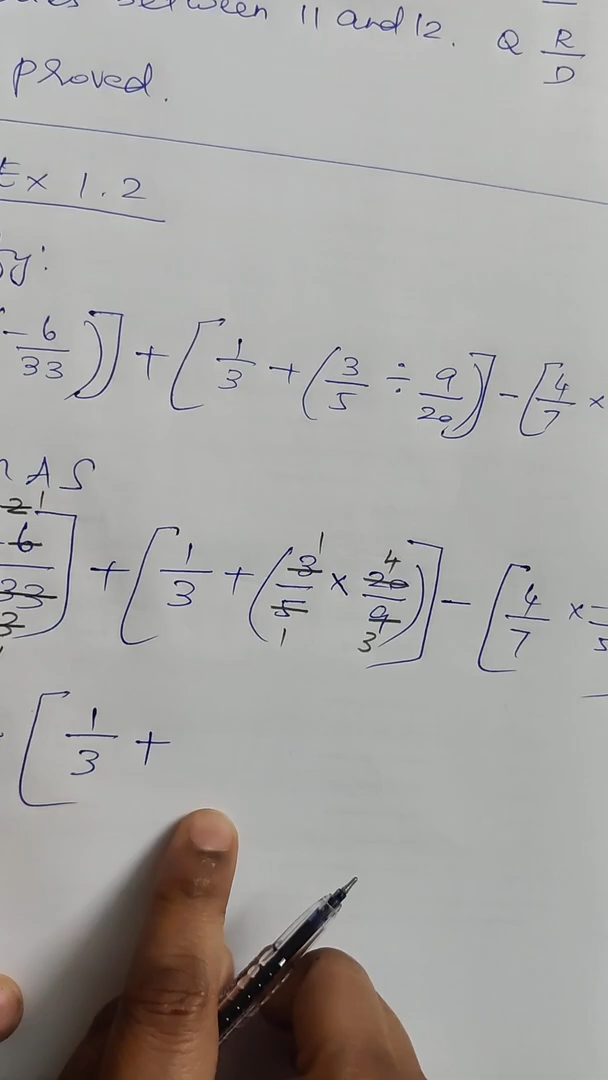 between 11 and 12. Q R/D
proved.
Ex 1.2
-6/33)] + [1/3 + (3/5 ÷ 9/20)] - [4/7 ×
AS
2 1
6/33] + [1/3 + (3/5 × 20/9)] - [4/7 ×
1 4
3 1 3
[1/3 +